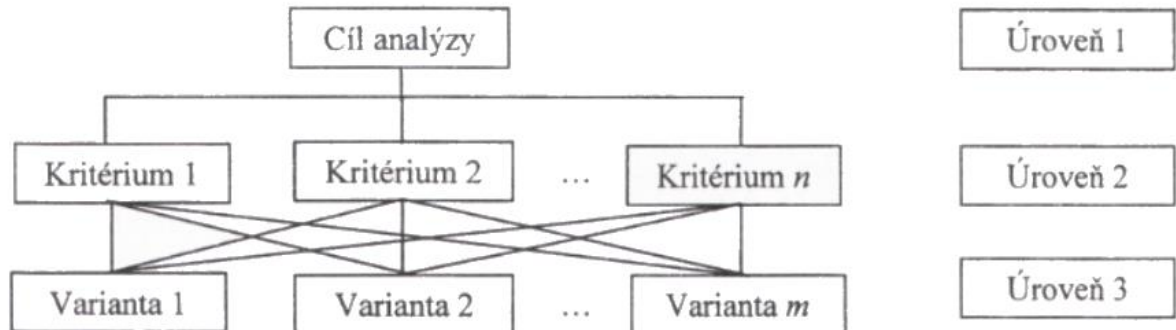 Cíl analýzy
Úroveň 1
Kritérium 1
Kritérium 2
...
Kritérium n
Úroveň 2
Varianta 1
Varianta 2
...
Varianta m
Úroveň 3